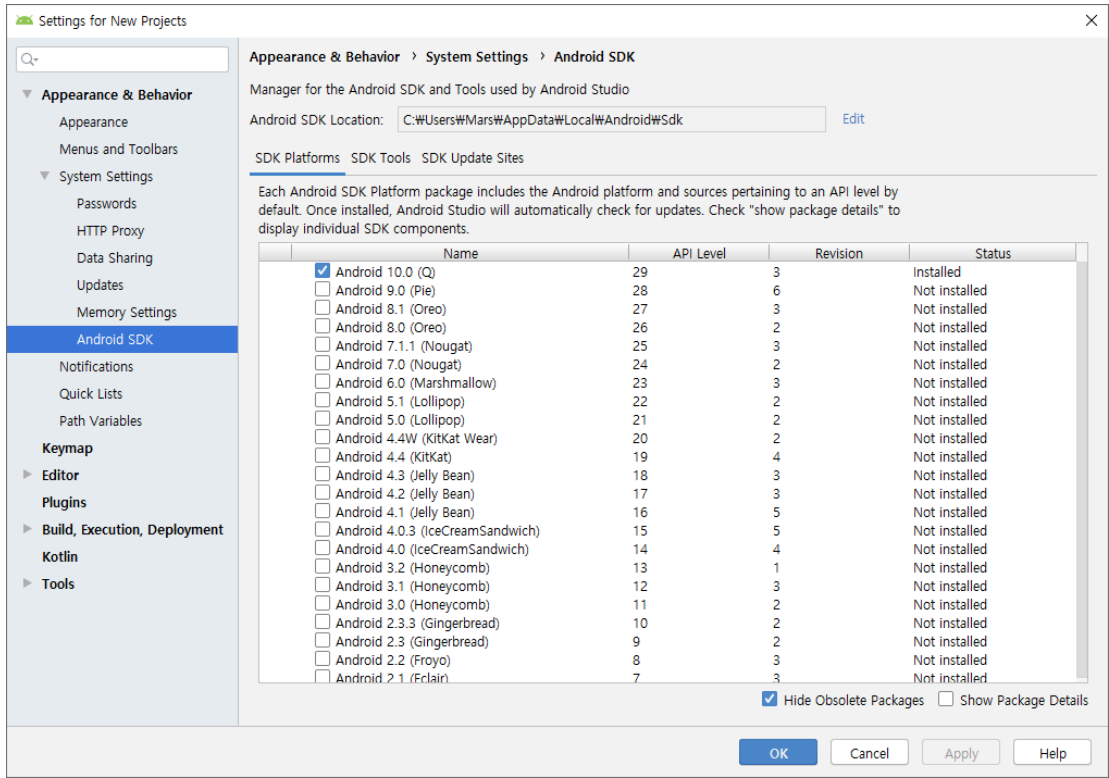 Settings for New Projects
Appearance & Behavior
Appearance
Menus and Toolbars
System Settings
Passwords
HTTP Proxy
Data Sharing
Updates
Memory Settings
Android SDK
Notifications
Quick Lists
Path Variables
Keymap
Editor
Plugins
Build, Execution, Deployment
Kotlin
Tools
Appearance & Behavior › System Settings › Android SDK
Manager for the Android SDK and Tools used by Android Studio
Android SDK Location: C:₩Users₩Mars₩AppData₩Local₩Android₩Sdk Edit
SDK Platforms SDK Tools SDK Update Sites
Each Android SDK Platform package includes the Android platform and sources pertaining to an API level by
default. Once installed, Android Studio will automatically check for updates. Check "show package details" to
display individual SDK components.
Name API Level Revision Status
Android 10.0 (Q) 29 3 Installed
Android 9.0 (Pie) 28 6 Not installed
Android 8.1 (Oreo) 27 3 Not installed
Android 8.0 (Oreo) 26 2 Not installed
Android 7.1.1 (Nougat) 25 3 Not installed
Android 7.0 (Nougat) 24 2 Not installed
Android 6.0 (Marshmallow) 23 3 Not installed
Android 5.1 (Lollipop) 22 2 Not installed
Android 5.0 (Lollipop) 21 2 Not installed
Android 4.4W (KitKat Wear) 20 2 Not installed
Android 4.4 (KitKat) 19 4 Not installed
Android 4.3 (Jelly Bean) 18 3 Not installed
Android 4.2 (Jelly Bean) 17 3 Not installed
Android 4.1 (Jelly Bean) 16 5 Not installed
Android 4.0.3 (IceCreamSandwich) 15 5 Not installed
Android 4.0 (IceCreamSandwich) 14 4 Not installed
Android 3.2 (Honeycomb) 13 1 Not installed
Android 3.1 (Honeycomb) 12 3 Not installed
Android 3.0 (Honeycomb) 11 2 Not installed
Android 2.3.3 (Gingerbread) 10 2 Not installed
Android 2.3 (Gingerbread) 9 2 Not installed
Android 2.2 (Froyo) 8 3 Not installed
Android 2.1 (Eclair) 7 3 Not installed
Hide Obsolete Packages Show Package Details
OK Cancel Apply Help